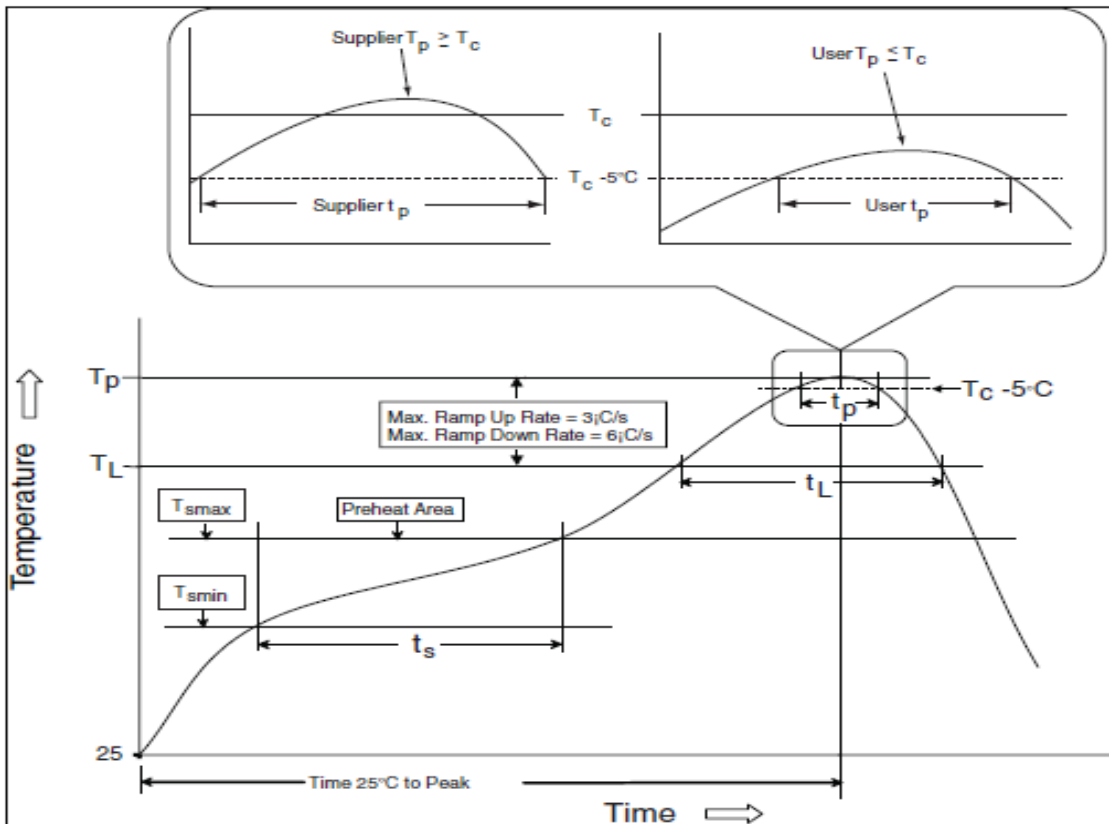 Supplier Tp ≥ Tc
User Tp ≤ Tc
Tc
Tc -5°C
Supplier tp
User tp
Tp
Tc -5°C
tp
Max. Ramp Up Rate = 3¡C/s
Max. Ramp Down Rate = 6¡C/s
TL
tL
Tsmax
Preheat Area
Tsmin
ts
Temperature
25
Time 25°C to Peak
Time